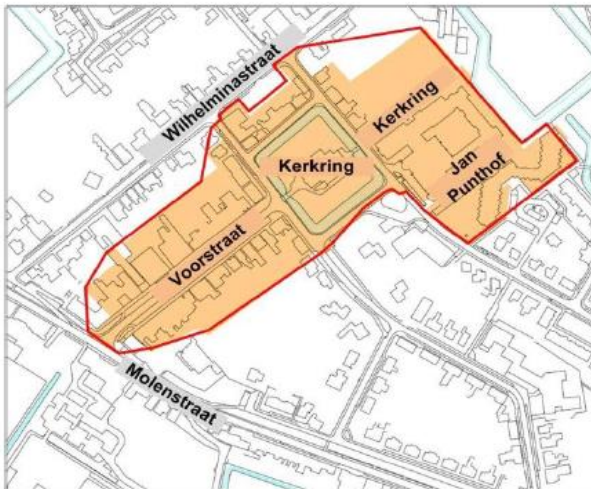 Wilhelminastraat
Kerkring
Kerkring
Jan
Punthof
Voorstraat
Molenstraat